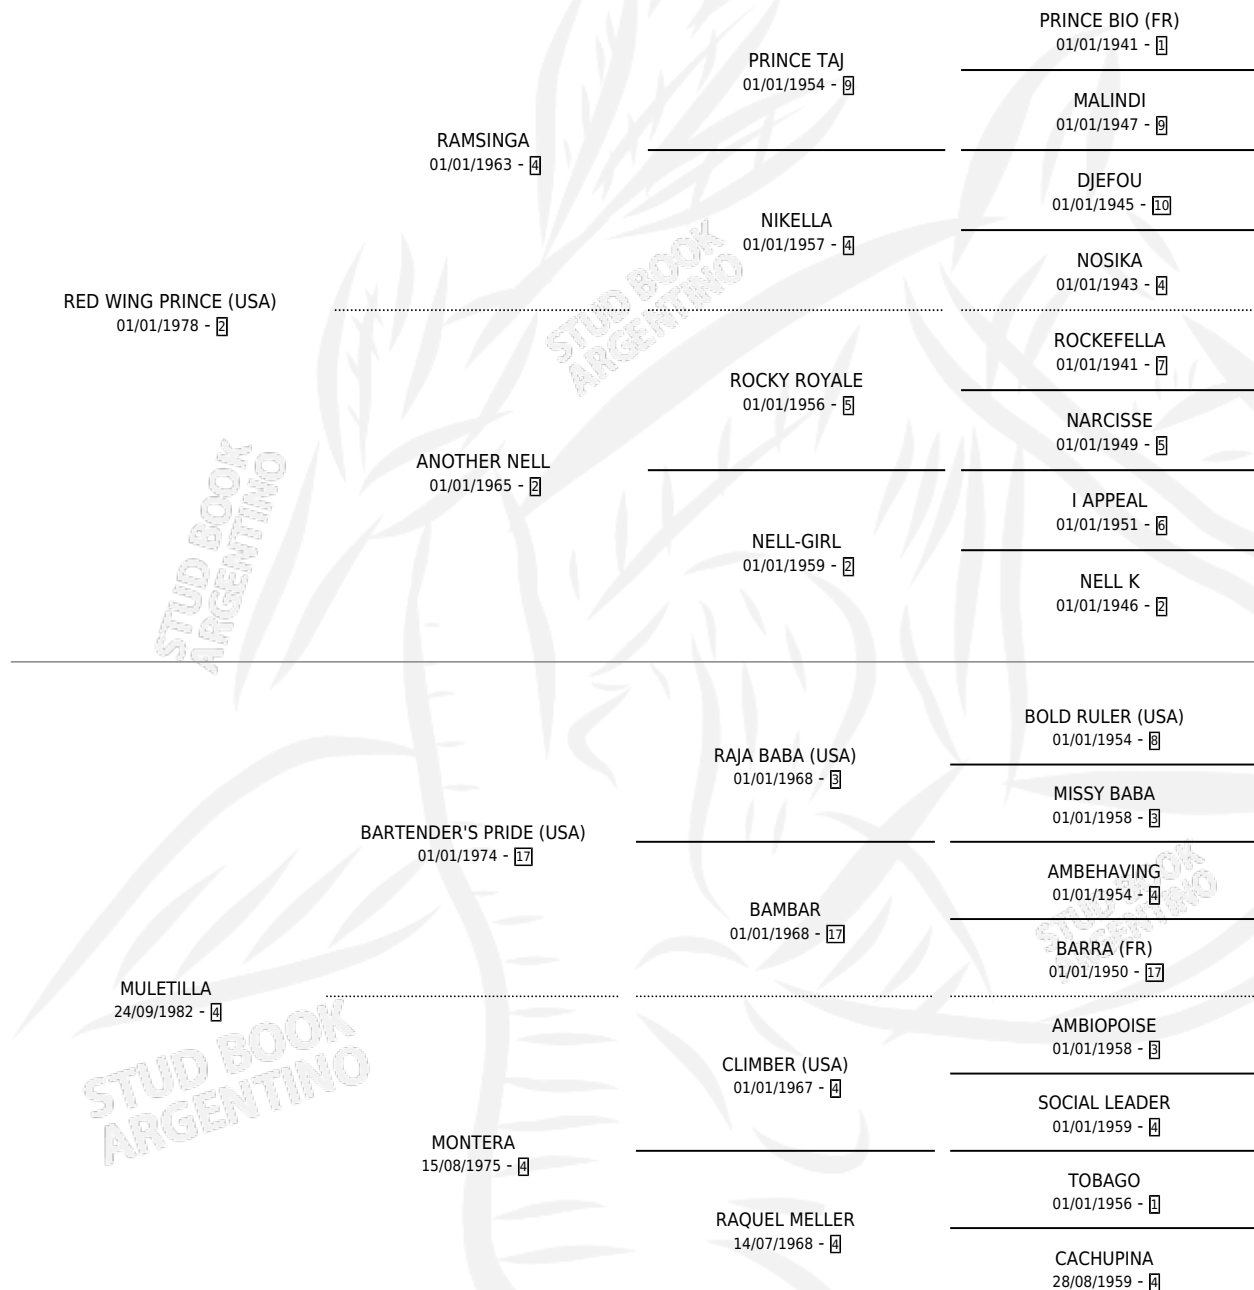 PRINCE BIO (FR)
01/01/1941 - 1
PRINCE TAJ
01/01/1954 - 9
MALINDI
01/01/1947 - 9
RAMSINGA
01/01/1963 - 4
DJEFOU
01/01/1945 - 10
NIKELLA
01/01/1957 - 4
NOSIKA
01/01/1943 - 4
RED WING PRINCE (USA)
01/01/1978 - 2
ROCKEFELLA
01/01/1941 - 7
ROCKY ROYALE
01/01/1956 - 5
NARCISSE
01/01/1949 - 5
ANOTHER NELL
01/01/1965 - 2
I APPEAL
01/01/1951 - 6
NELL-GIRL
01/01/1959 - 2
NELL K
01/01/1946 - 2
BOLD RULER (USA)
01/01/1954 - 8
RAJA BABA (USA)
01/01/1968 - 3
MISSY BABA
01/01/1958 - 3
BARTENDER'S PRIDE (USA)
01/01/1974 - 17
AMBEHAVING
01/01/1954 - 4
BAMBAR
01/01/1968 - 17
BARRA (FR)
01/01/1950 - 17
MULETILLA
24/09/1982 - 4
AMBIOPOISE
01/01/1958 - 3
CLIMBER (USA)
01/01/1967 - 4
SOCIAL LEADER
01/01/1959 - 4
MONTERA
15/08/1975 - 4
TOBAGO
01/01/1956 - 1
RAQUEL MELLER
14/07/1968 - 4
CACHUPINA
28/08/1959 - 4
STUD BOOK
ARGENTINO
STUD BOOK
ARGENTINO
STUD BOOK
ARGENTINO
STUD BOOK
ARGENTINO